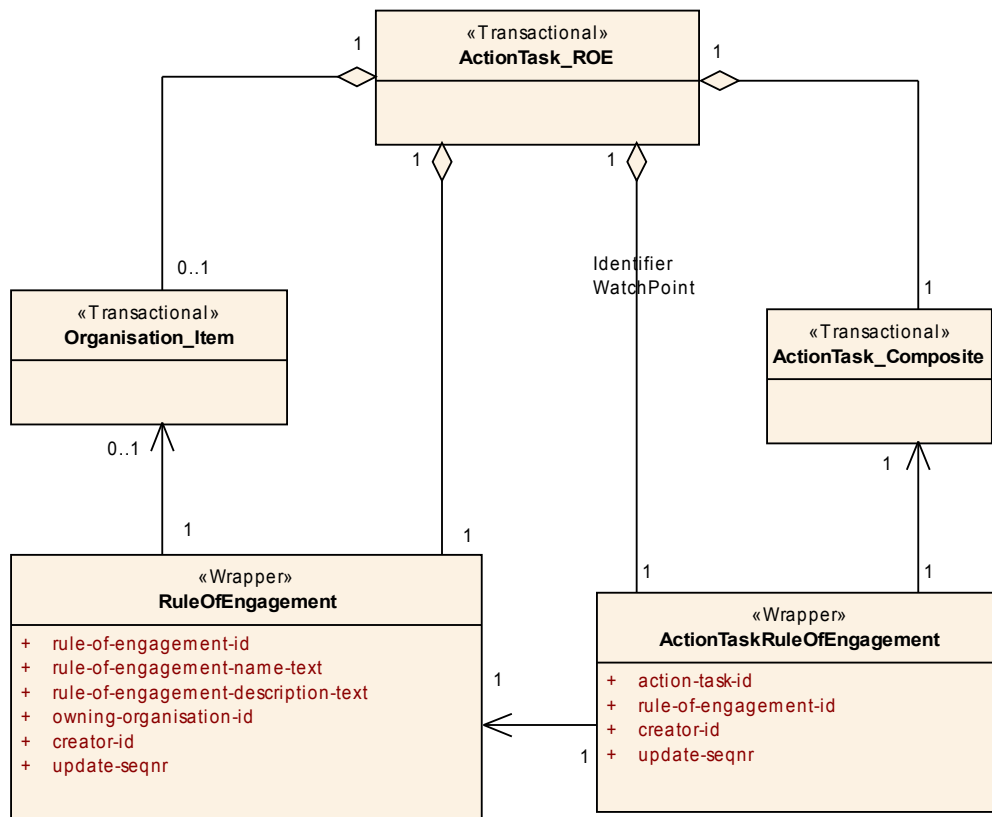 «Transactional»
ActionTask_ROE
1
1
1
1
0..1
Identifier
WatchPoint
1
«Transactional»
Organisation_Item
«Transactional»
ActionTask_Composite
0..1
1
1
1
1
1
«Wrapper»
RuleOfEngagement
+ rule-of-engagement-id
+ rule-of-engagement-name-text
+ rule-of-engagement-description-text
+ owning-organisation-id
+ creator-id
+ update-seqnr
«Wrapper»
ActionTaskRuleOfEngagement
+ action-task-id
+ rule-of-engagement-id
+ creator-id
+ update-seqnr
1
1